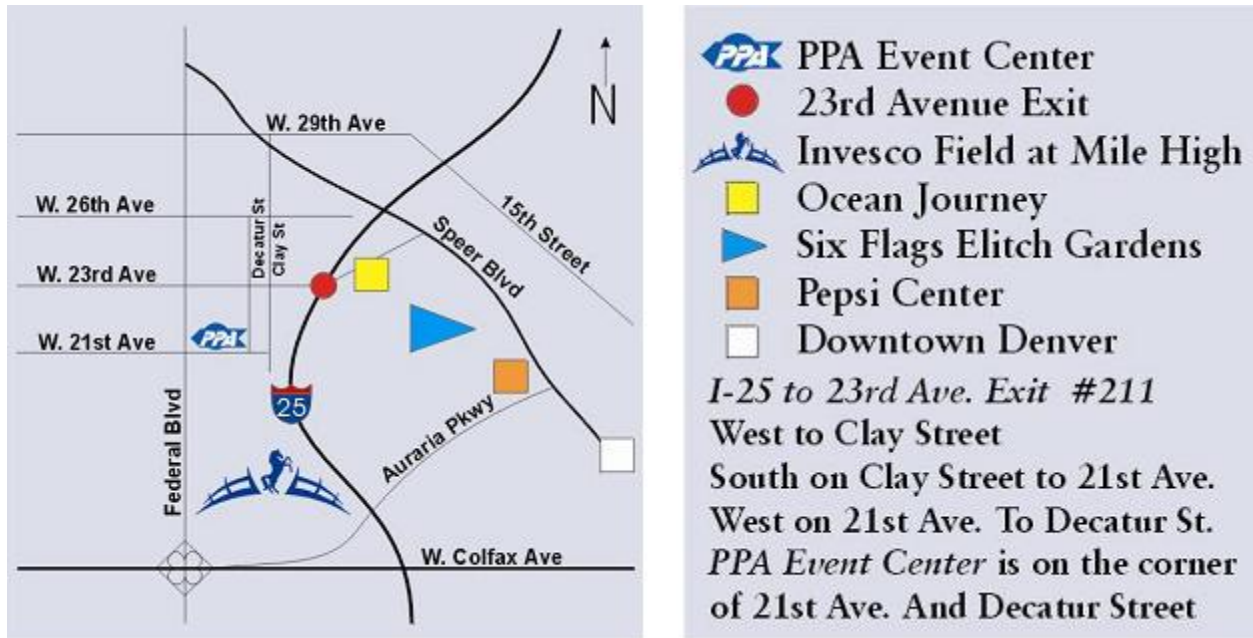 N
W. 29th Ave
W. 26th Ave
Decatur St
Clay St
15th Street
Speer Blvd
W. 23rd Ave
W. 21st Ave
PPA
25
Federal Blvd
Auraria Pkwy
W. Colfax Ave
PPA PPA Event Center
23rd Avenue Exit
Invesco Field at Mile High
Ocean Journey
Six Flags Elitch Gardens
Pepsi Center
Downtown Denver
I-25 to 23rd Ave. Exit #211
West to Clay Street
South on Clay Street to 21st Ave.
West on 21st Ave. To Decatur St.
PPA Event Center is on the corner
of 21st Ave. And Decatur Street